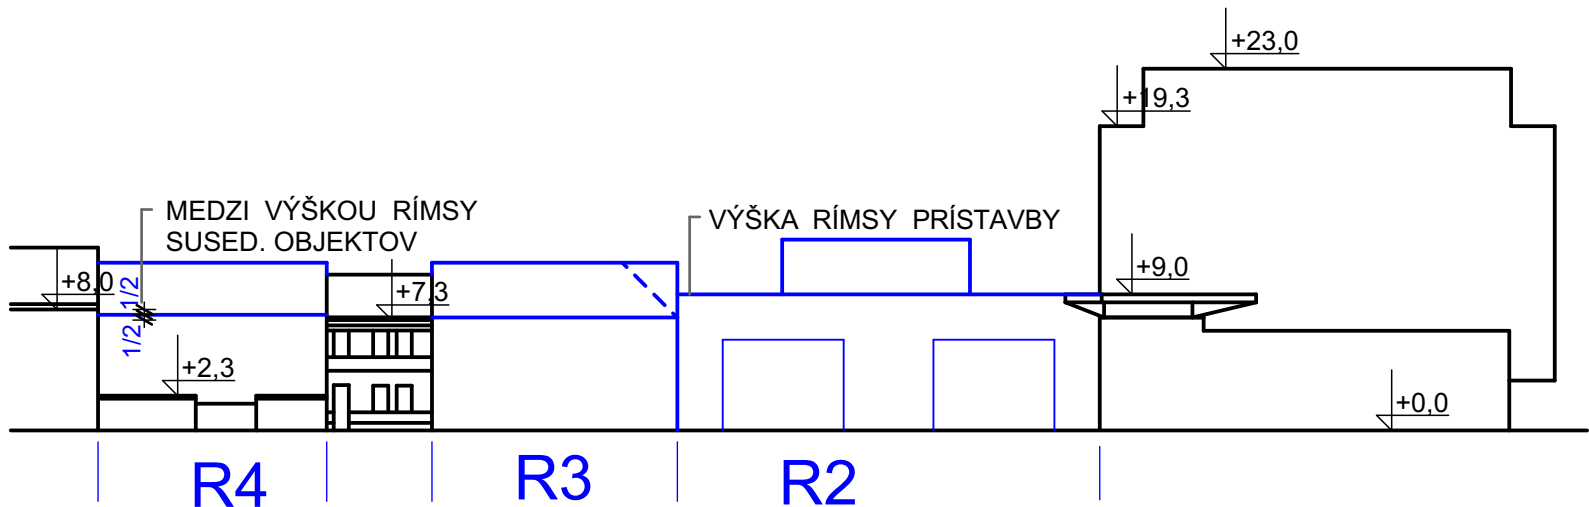 +23,0
+19,3
MEDZI VÝŠKOU RÍMSY
SUSED. OBJEKTOV
VÝŠKA RÍMSY PRÍSTAVBY
+8,0
1/2
1/2
+7,3
+9,0
+2,3
+0,0
R4
R3
R2